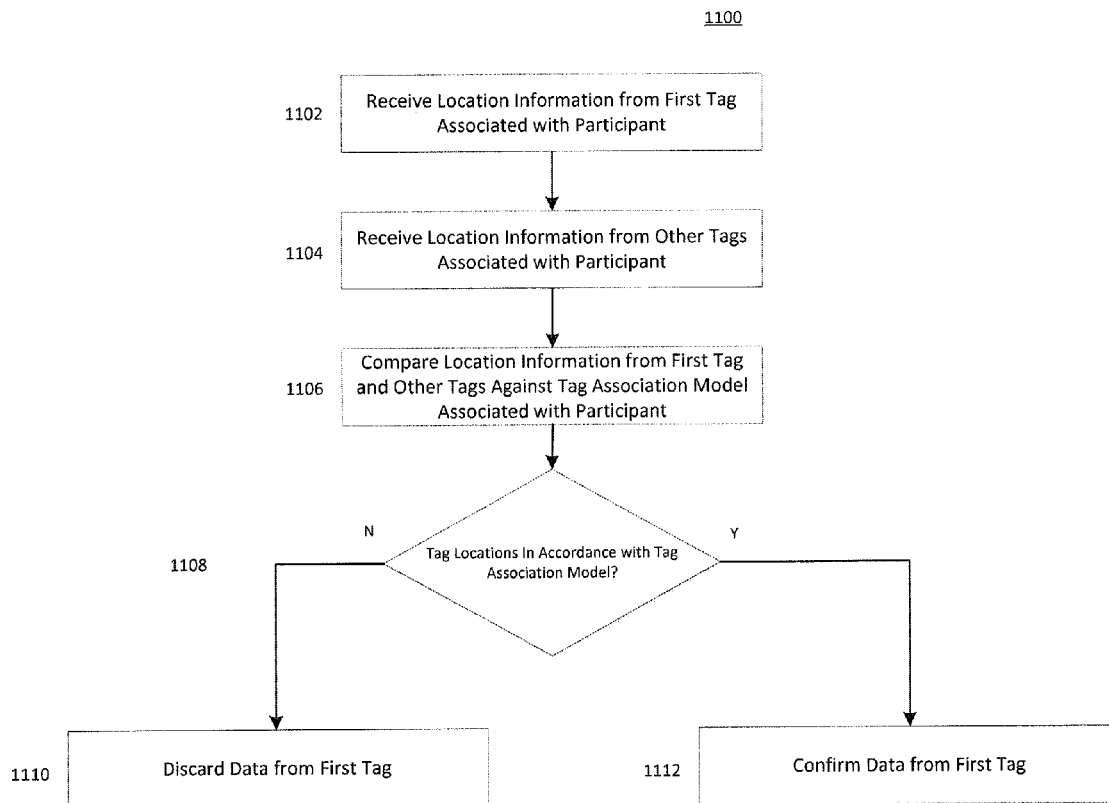 1100
1102
Receive Location Information from First Tag
Associated with Participant
1104
Receive Location Information from Other Tags
Associated with Participant
1106
Compare Location Information from First Tag
and Other Tags Against Tag Association Model
Associated with Participant
N
Y
1108
Tag Locations In Accordance with Tag
Association Model?
1110
Discard Data from First Tag
1112
Confirm Data from First Tag